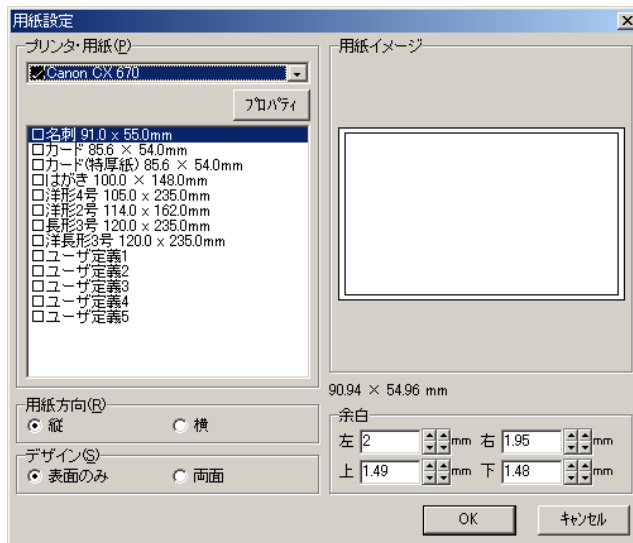 用紙設定
プリンタ・用紙(P)
Canon CX 670
プロパティ
名刺 91.0 x 55.0mm
カード 85.6 × 54.0mm
カード(特厚紙) 85.6 × 54.0mm
はがき 100.0 × 148.0mm
洋形4号 105.0 x 235.0mm
洋形2号 114.0 x 162.0mm
長形3号 120.0 x 235.0mm
洋長形3号 120.0 x 235.0mm
ユーザ定義1
ユーザ定義2
ユーザ定義3
ユーザ定義4
ユーザ定義5
用紙方向(R)
縦 横
デザイン(S)
表面のみ 両面
用紙イメージ
90.94 × 54.96 mm
余白
左 2 mm 右 1.95 mm
上 1.49 mm 下 1.48 mm
OK キャンセル